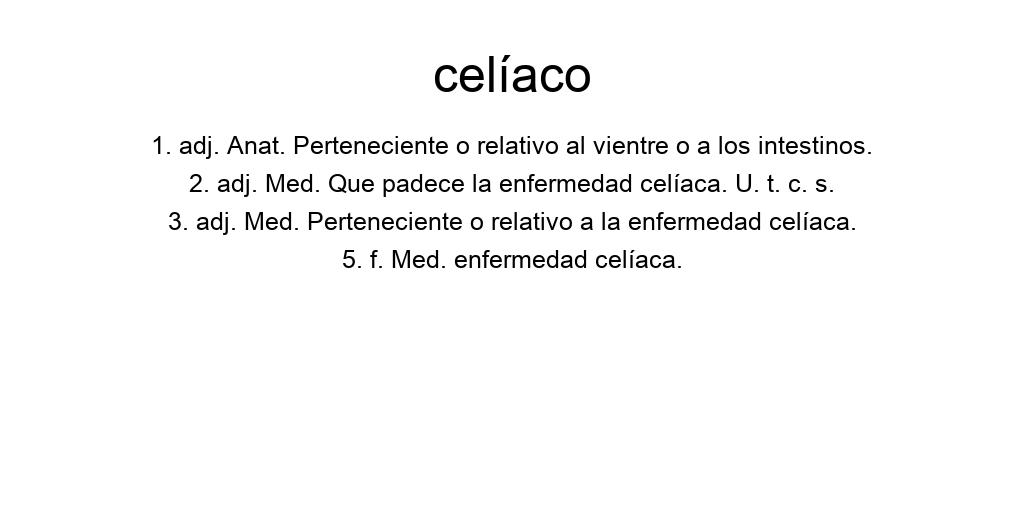 celíaco
1. adj. Anat. Perteneciente o relativo al vientre o a los intestinos.
2. adj. Med. Que padece la enfermedad celíaca. U. t. c. s.
3. adj. Med. Perteneciente o relativo a la enfermedad celíaca.
5. f. Med. enfermedad celíaca.